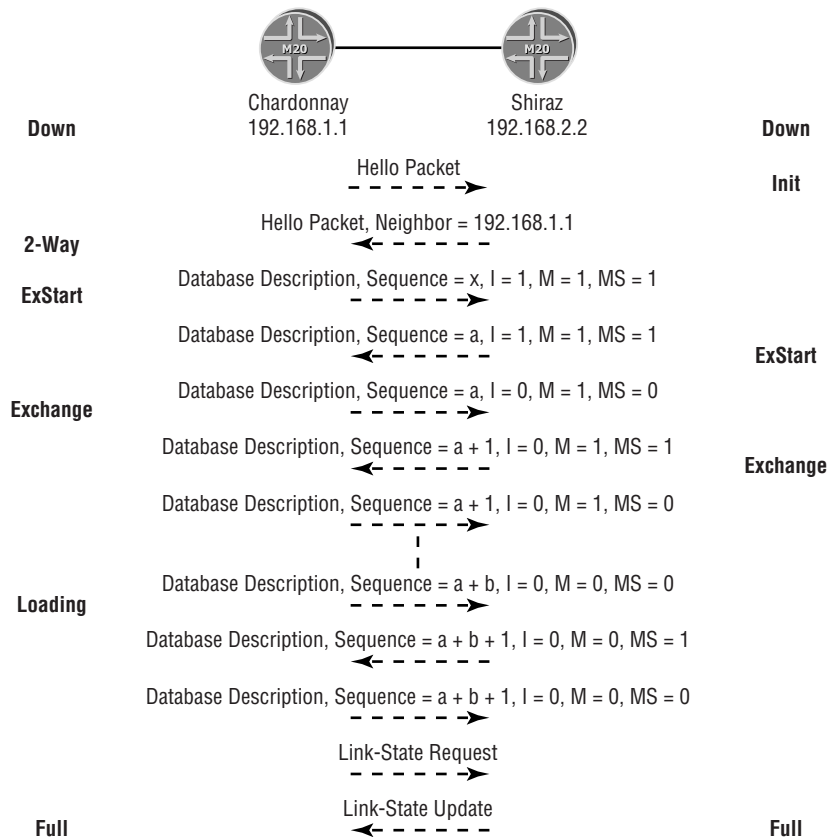 M20 M20
Chardonnay Shiraz
Down 192.168.1.1 192.168.2.2 Down
Hello Packet
Init
Hello Packet, Neighbor = 192.168.1.1
2-Way
Database Description, Sequence = x, I = 1, M = 1, MS = 1
ExStart
Database Description, Sequence = a, I = 1, M = 1, MS = 1
ExStart
Database Description, Sequence = a, I = 0, M = 1, MS = 0
Exchange
Database Description, Sequence = a + 1, I = 0, M = 1, MS = 1
Exchange
Database Description, Sequence = a + 1, I = 0, M = 1, MS = 0
Database Description, Sequence = a + b, I = 0, M = 0, MS = 0
Loading
Database Description, Sequence = a + b + 1, I = 0, M = 0, MS = 1
Database Description, Sequence = a + b + 1, I = 0, M = 0, MS = 0
Link-State Request
Link-State Update
Full Full